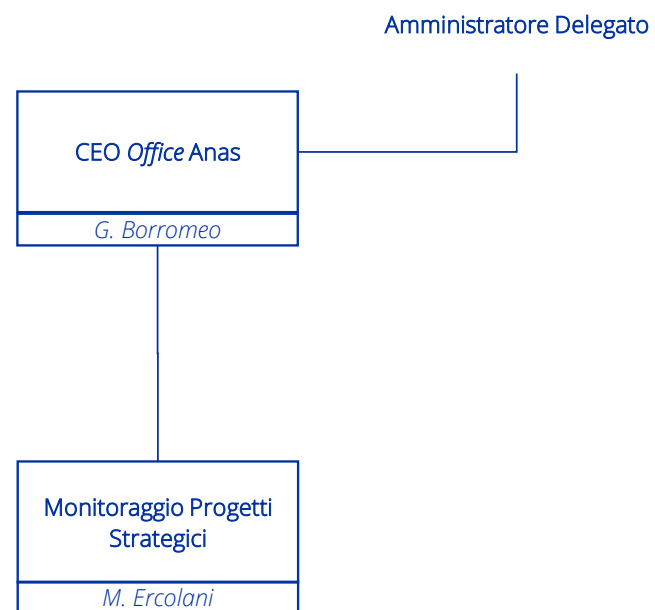 Amministratore Delegato
CEO Office Anas
G. Borromeo
Monitoraggio Progetti
Strategici
M. Ercolani